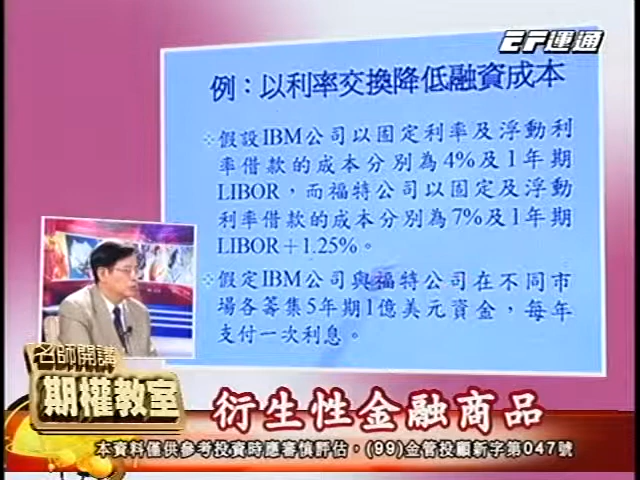 ET運通
例：以利率交換降低融資成本
假設IBM公司以固定利率及浮動利
率借款的成本分別為4%及1年期
LIBOR，而福特公司以固定及浮動
利率借款的成本分別為7%及1年期
LIBOR＋1.25%。
假定IBM公司與福特公司在不同市
場各籌集5年期1億美元資金，每年
支付一次利息。
名師開講
期權教室
衍生性金融商品
本資料僅供參考投資時應審慎評估，(99)金管投顧新字第047號